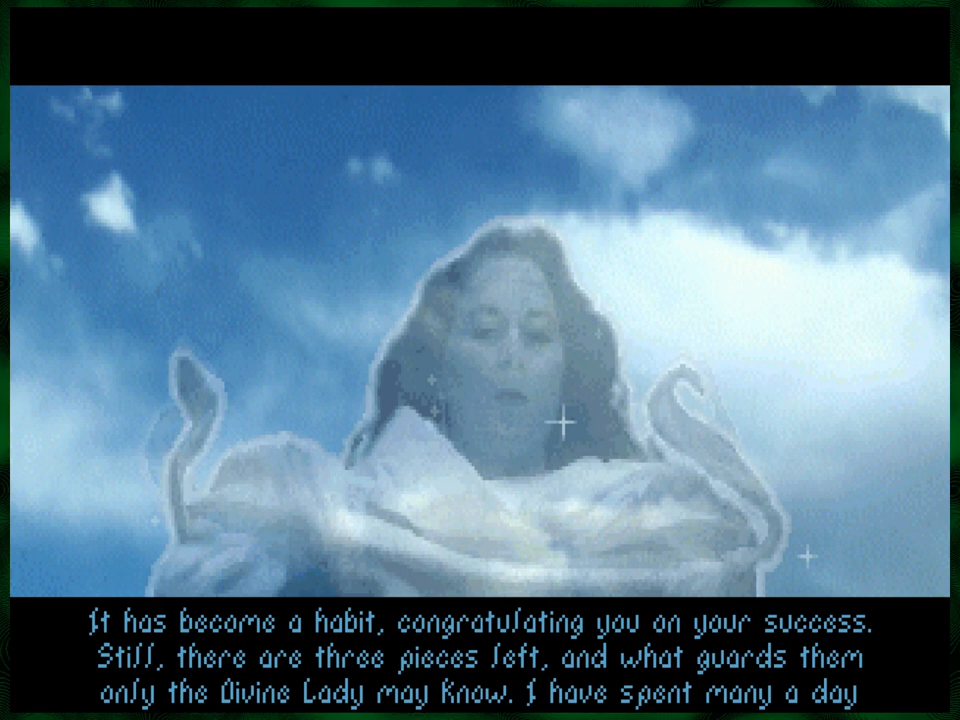 It has become a habit, congratulating you on your success.
Still, there are three pieces left, and what guards them
only the Divine Lady may know. I have spent many a day